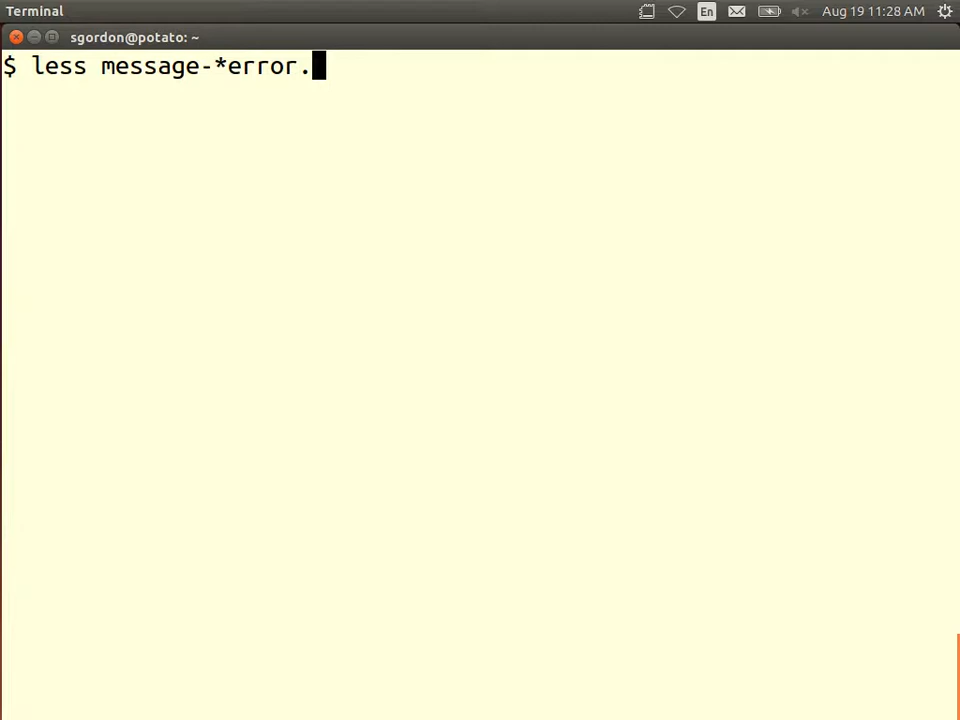 Terminal
En
Aug 19 11:28 AM
sgordon@potato: ~
$ less message-*error.